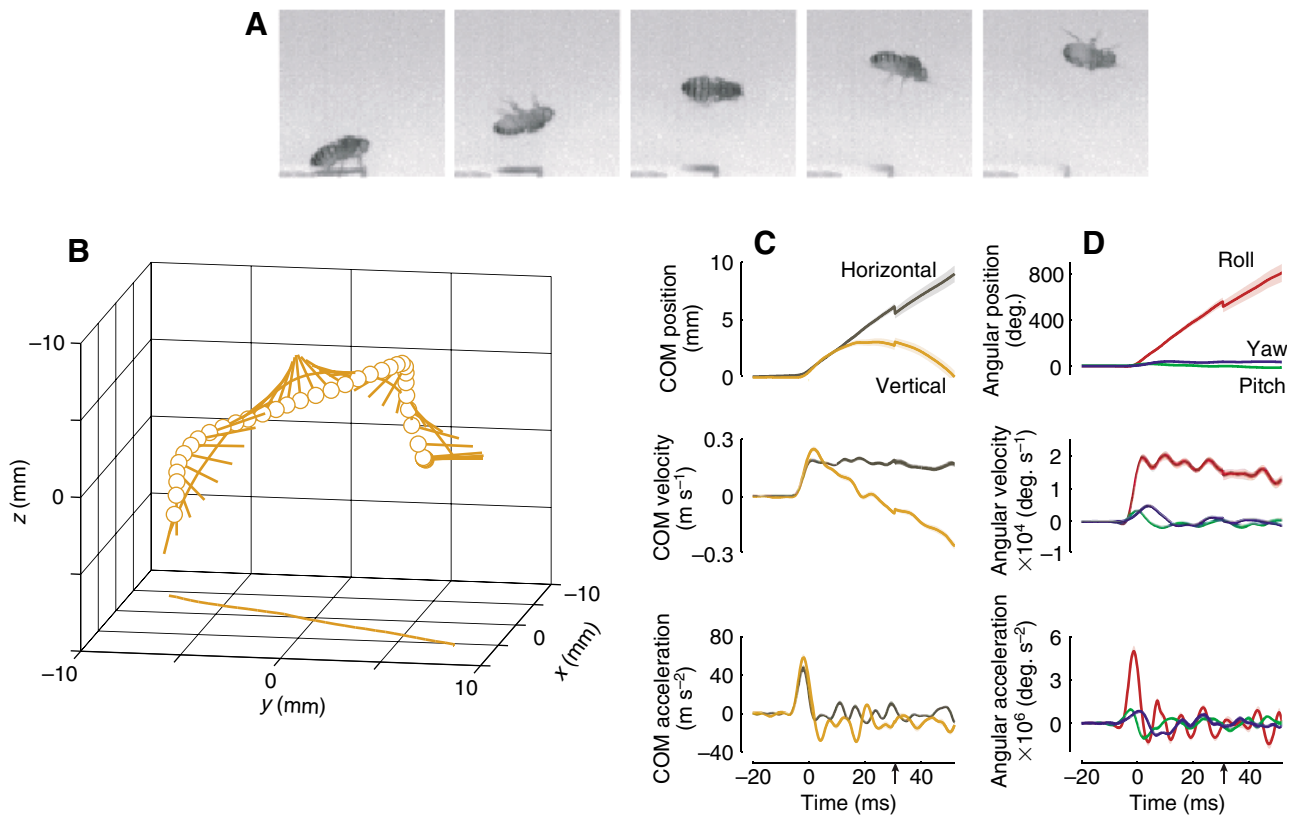 A
B
−10
0
z (mm)
−10
0
10
y (mm)
−10
0
x (mm)
C
10
5
0
COM position
(mm)
Horizontal
Vertical
0.3
0
−0.3
COM velocity
(m s−1)
80
40
0
−40
COM acceleration
(m s−2)
−20 0 20 40
Time (ms)
D
800
400
0
Angular position
(deg.)
Roll
Yaw
Pitch
2
1
0
−1
Angular velocity
×10⁴ (deg. s−1)
6
3
0
Angular acceleration
×10⁶ (deg. s−2)
−20 0 20 40
Time (ms)